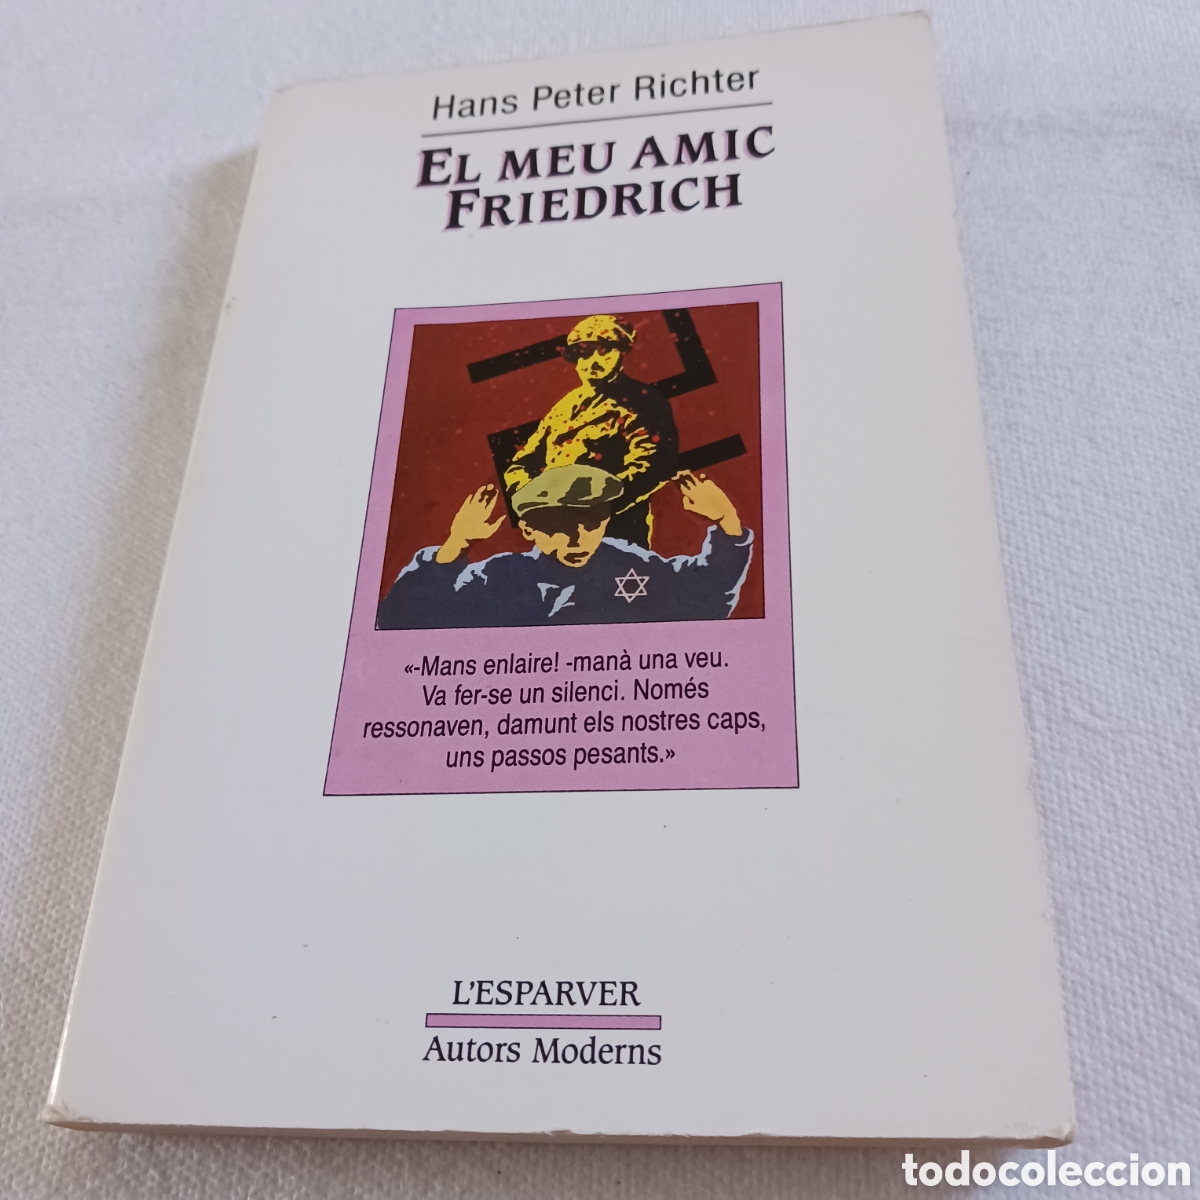 Hans Peter Richter
EL MEU AMIC
FRIEDRICH
«-Mans enlaire! -manà una veu.
Va fer-se un silenci. Només
ressonaven, damunt els nostres caps,
uns passos pesants.»
L'ESPARVER
Autors Moderns
todocoleccion